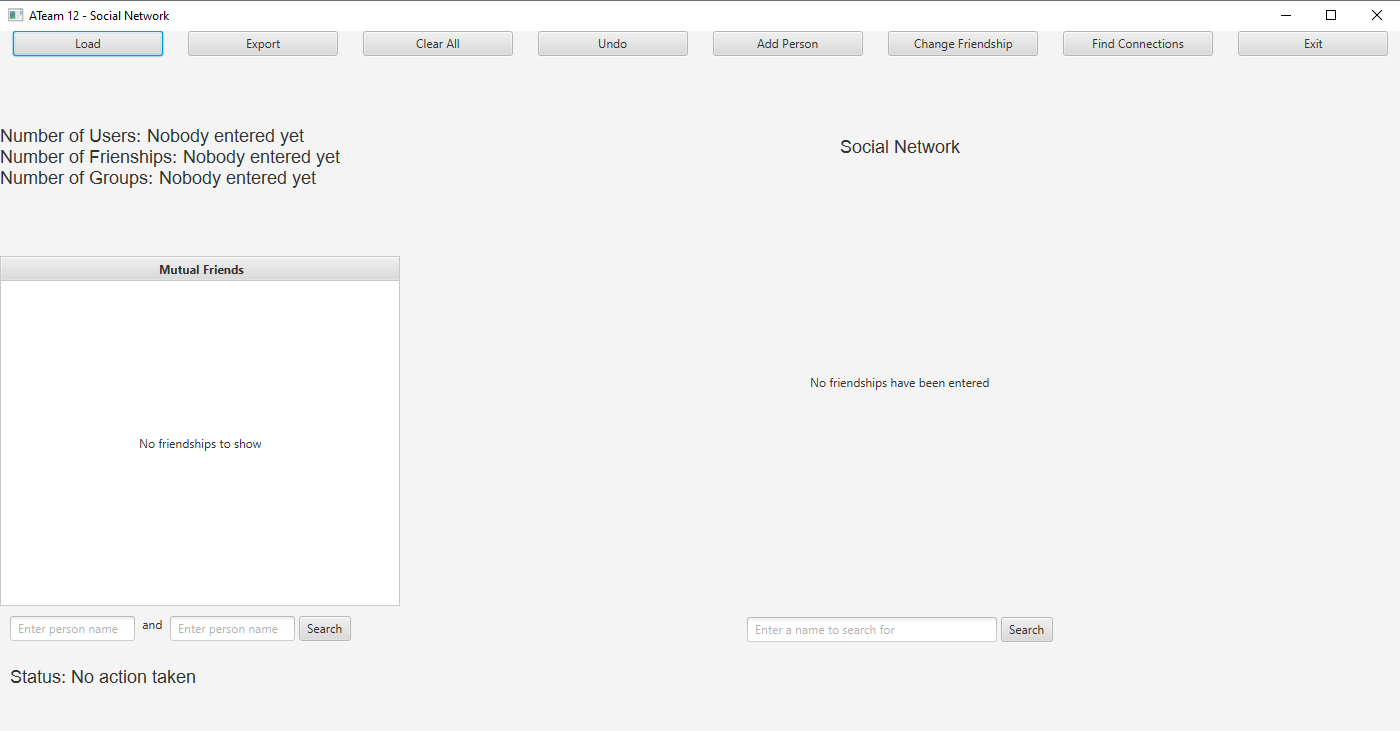 ATeam 12 - Social Network
Load Export Clear All Undo Add Person Change Friendship Find Connections Exit
Number of Users: Nobody entered yet
Number of Frienships: Nobody entered yet
Number of Groups: Nobody entered yet
Social Network
Mutual Friends
No friendships to show
No friendships have been entered
Enter person name and Enter person name Search
Enter a name to search for Search
Status: No action taken